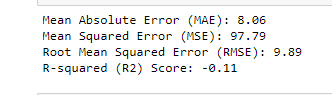 Mean Absolute Error (MAE): 8.06
Mean Squared Error (MSE): 97.79
Root Mean Squared Error (RMSE): 9.89
R-squared (R2) Score: -0.11